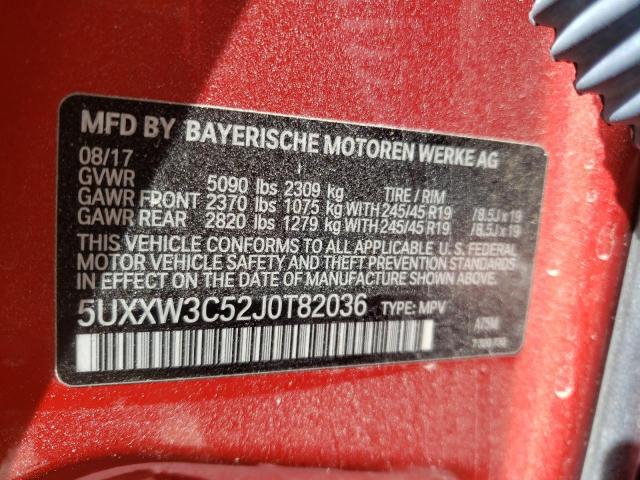 MFD BY BAYERISCHE MOTOREN WERKE AG
08/17
GVWR 5090 lbs 2309 kg TIRE / RIM
GAWR FRONT 2370 lbs 1075 kg WITH 245/45 R19 /8.5J x 19
GAWR REAR 2820 lbs 1279 kg WITH 245/45 R19 /8.5J x 19
THIS VEHICLE CONFORMS TO ALL APPLICABLE U. S. FEDERAL
MOTOR VEHICLE SAFETY, BUMPER, AND THEFT PREVENTION
STANDARDS IN EFFECT ON THE DATE OF MANUFACTURE SHOWN ABOVE.
5UXXW3C52J0T82036 TYPE: MPV